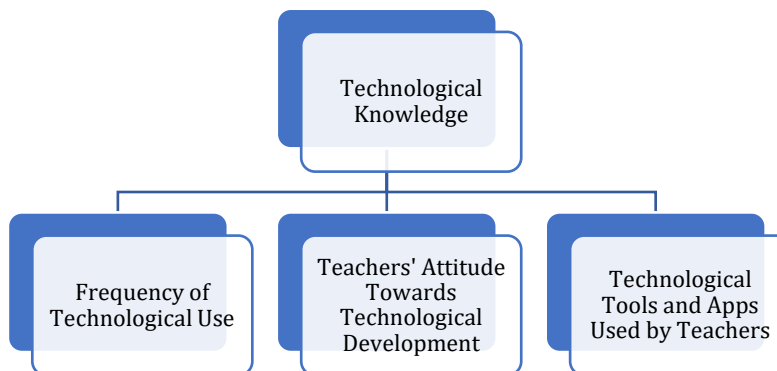 Technological
Knowledge
Frequency of
Technological Use
Teachers' Attitude
Towards
Technological
Development
Technological
Tools and Apps
Used by Teachers